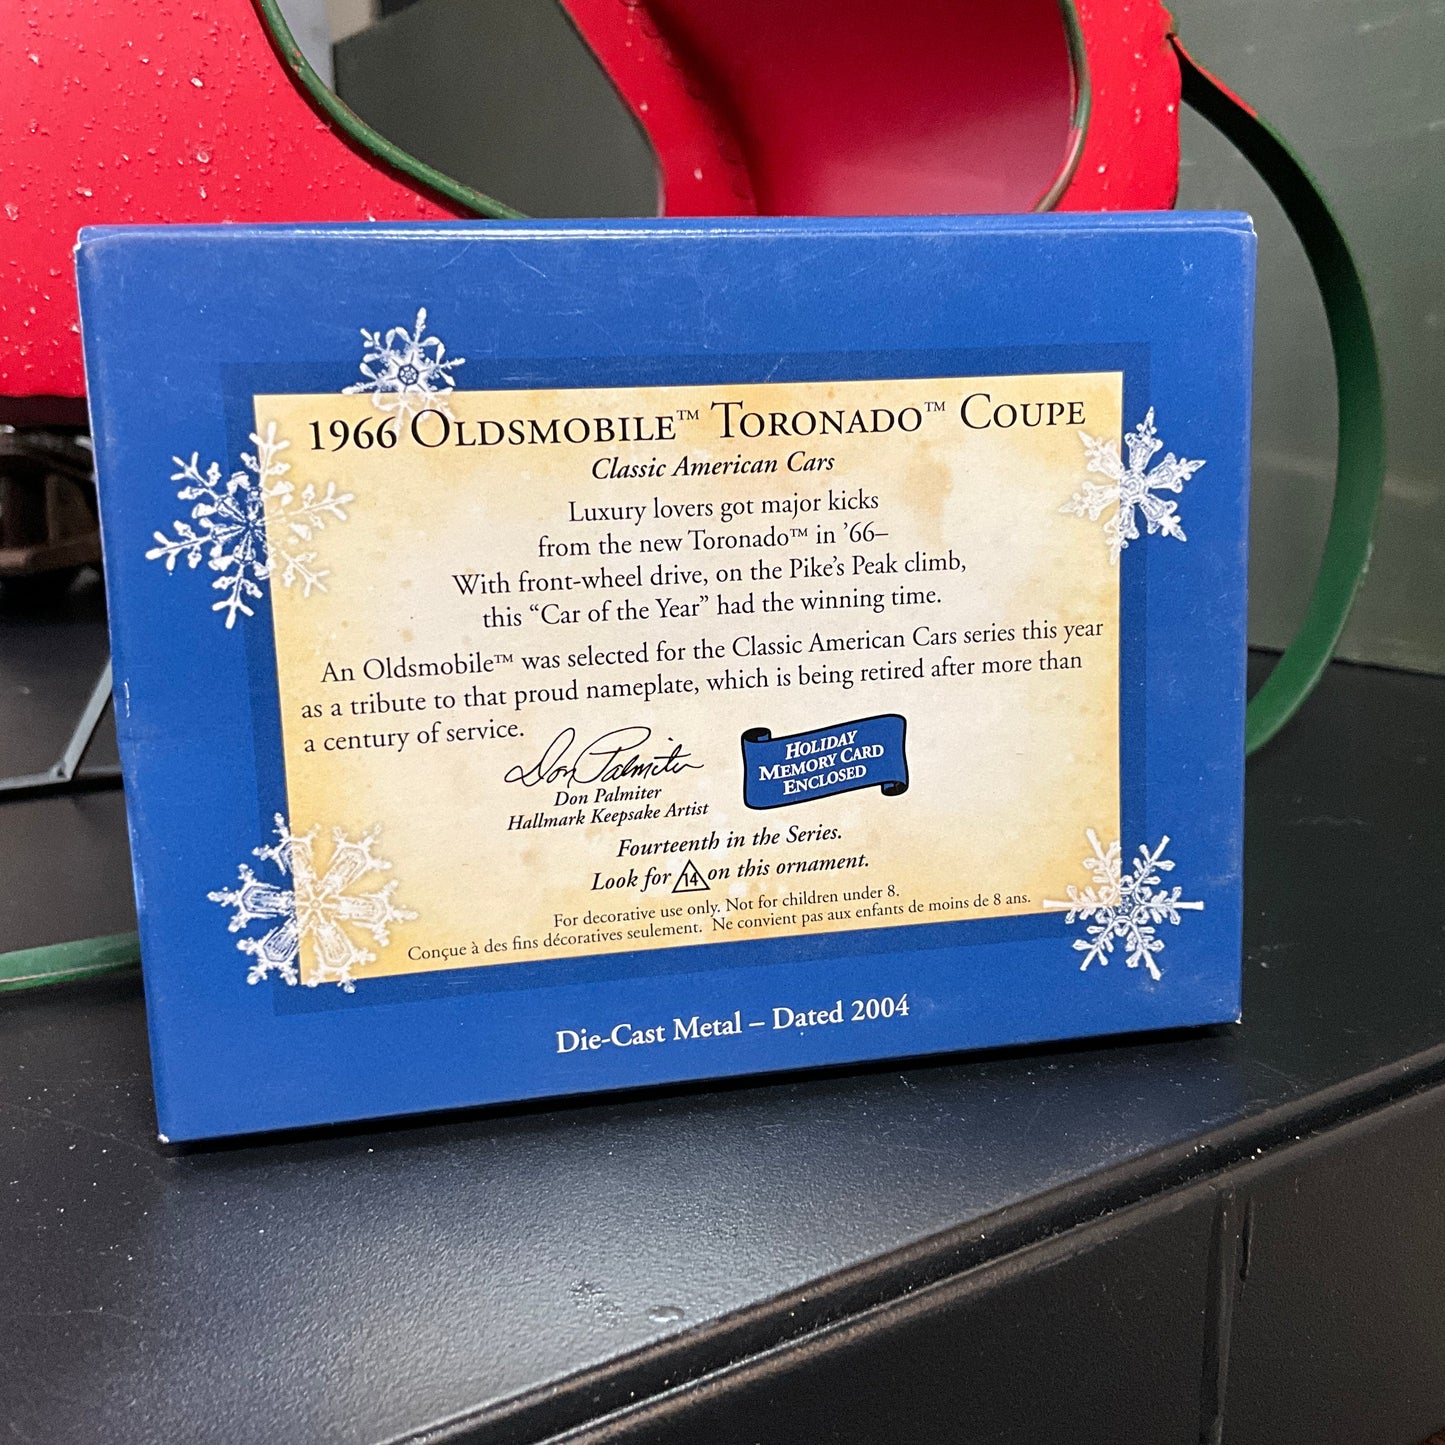 1966 OLDSMOBILE™ TORONADO™ COUPE
Classic American Cars
Luxury lovers got major kicks
from the new Toronado™ in ’66–
With front-wheel drive, on the Pike’s Peak climb,
this “Car of the Year” had the winning time.
An Oldsmobile™ was selected for the Classic American Cars series this year
as a tribute to that proud nameplate, which is being retired after more than
a century of service.
Don Palmiter
Don Palmiter
Hallmark Keepsake Artist
HOLIDAY
MEMORY CARD
ENCLOSED
Fourteenth in the Series.
Look for 14 on this ornament.
For decorative use only. Not for children under 8.
Conçue à des fins décoratives seulement. Ne convient pas aux enfants de moins de 8 ans.
Die-Cast Metal – Dated 2004